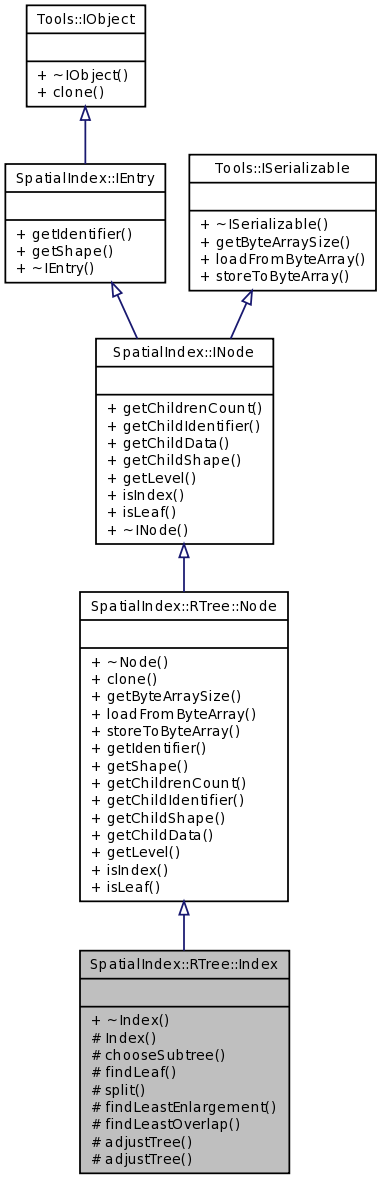 Tools::IObject
+ ~IObject()
+ clone()
SpatialIndex::IEntry
+ getIdentifier()
+ getShape()
+ ~IEntry()
Tools::ISerializable
+ ~ISerializable()
+ getByteArraySize()
+ loadFromByteArray()
+ storeToByteArray()
SpatialIndex::INode
+ getChildrenCount()
+ getChildIdentifier()
+ getChildData()
+ getChildShape()
+ getLevel()
+ isIndex()
+ isLeaf()
+ ~INode()
SpatialIndex::RTree::Node
+ ~Node()
+ clone()
+ getByteArraySize()
+ loadFromByteArray()
+ storeToByteArray()
+ getIdentifier()
+ getShape()
+ getChildrenCount()
+ getChildIdentifier()
+ getChildShape()
+ getChildData()
+ getLevel()
+ isIndex()
+ isLeaf()
SpatialIndex::RTree::Index
+ ~Index()
# Index()
# chooseSubtree()
# findLeaf()
# split()
# findLeastEnlargement()
# findLeastOverlap()
# adjustTree()
# adjustTree()